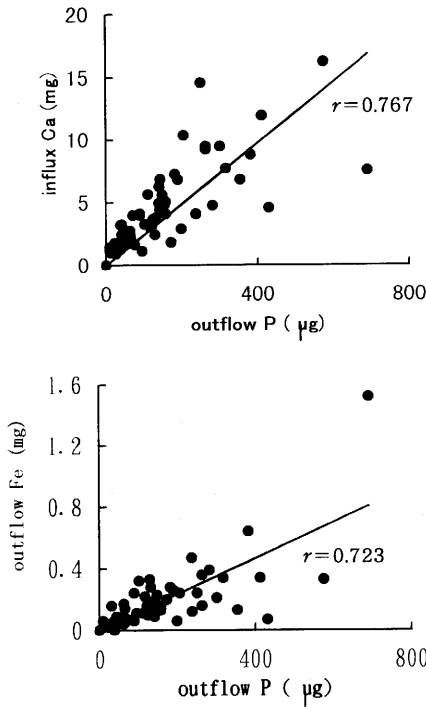 20
15
10
5
0
influx Ca (mg)
r=0.767
0
400
800
outflow P ( μg)
1.6
1.2
0.8
0.4
0
outflow Fe (mg)
r=0.723
0
400
800
outflow P ( μg)